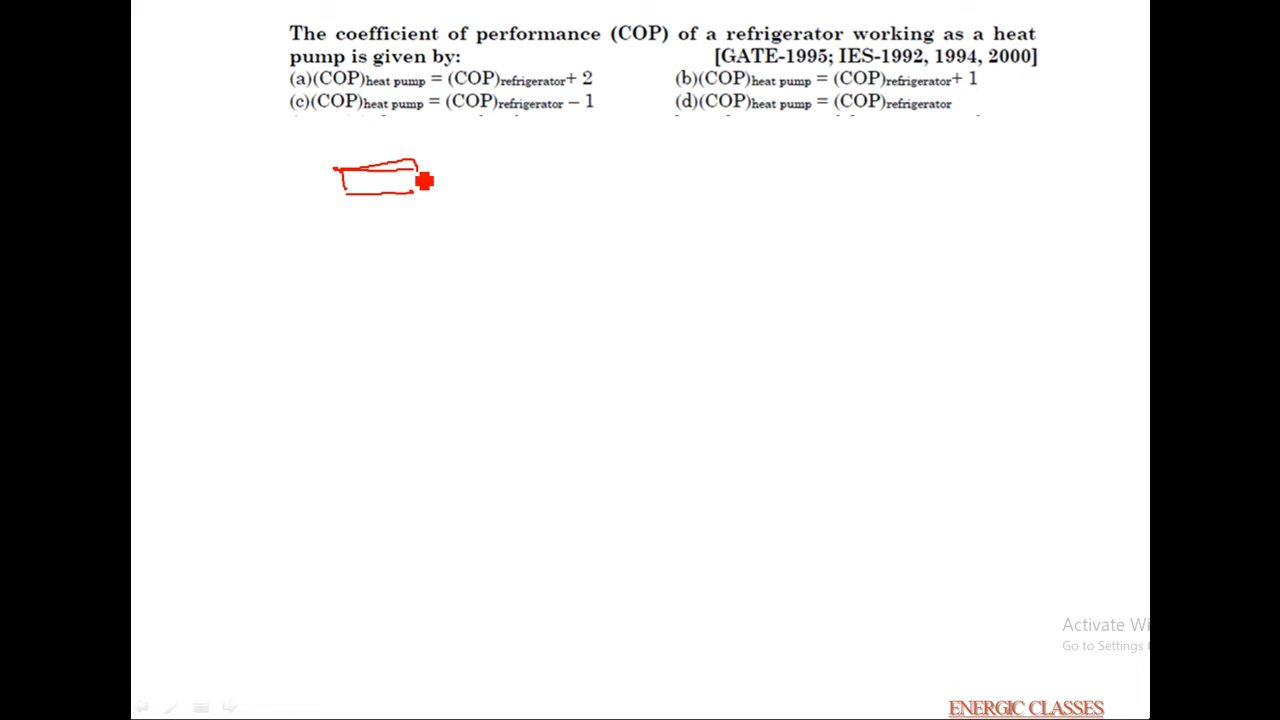 The coefficient of performance (COP) of a refrigerator working as a heat
pump is given by: [GATE-1995; IES-1992, 1994, 2000]
(a)(COP)heat pump = (COP)refrigerator+ 2 (b)(COP)heat pump = (COP)refrigerator+ 1
(c)(COP)heat pump = (COP)refrigerator – 1 (d)(COP)heat pump = (COP)refrigerator
Activate
Go to Settings
ENERGIC CLASSES